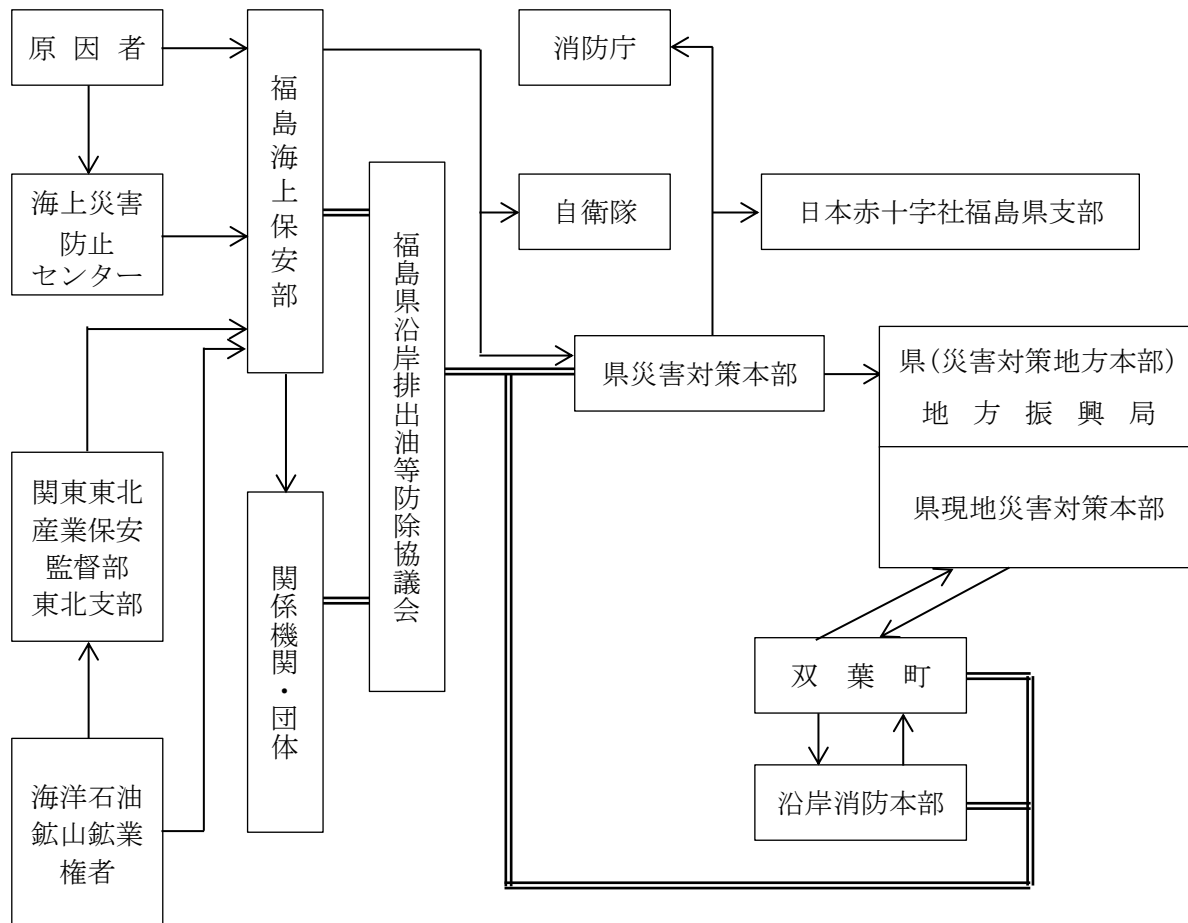 原因者
福島海上保安部
消防庁
海上災害
防止
センター
福島県沿岸排出油等防除協議会
自衛隊
日本赤十字社福島県支部
県災害対策本部
県(災害対策地方本部)
地方振興局
県現地災害対策本部
関東東北
産業保安
監督部
東北支部
関係機関・団体
双葉町
沿岸消防本部
海洋石油
鉱山鉱業
権者